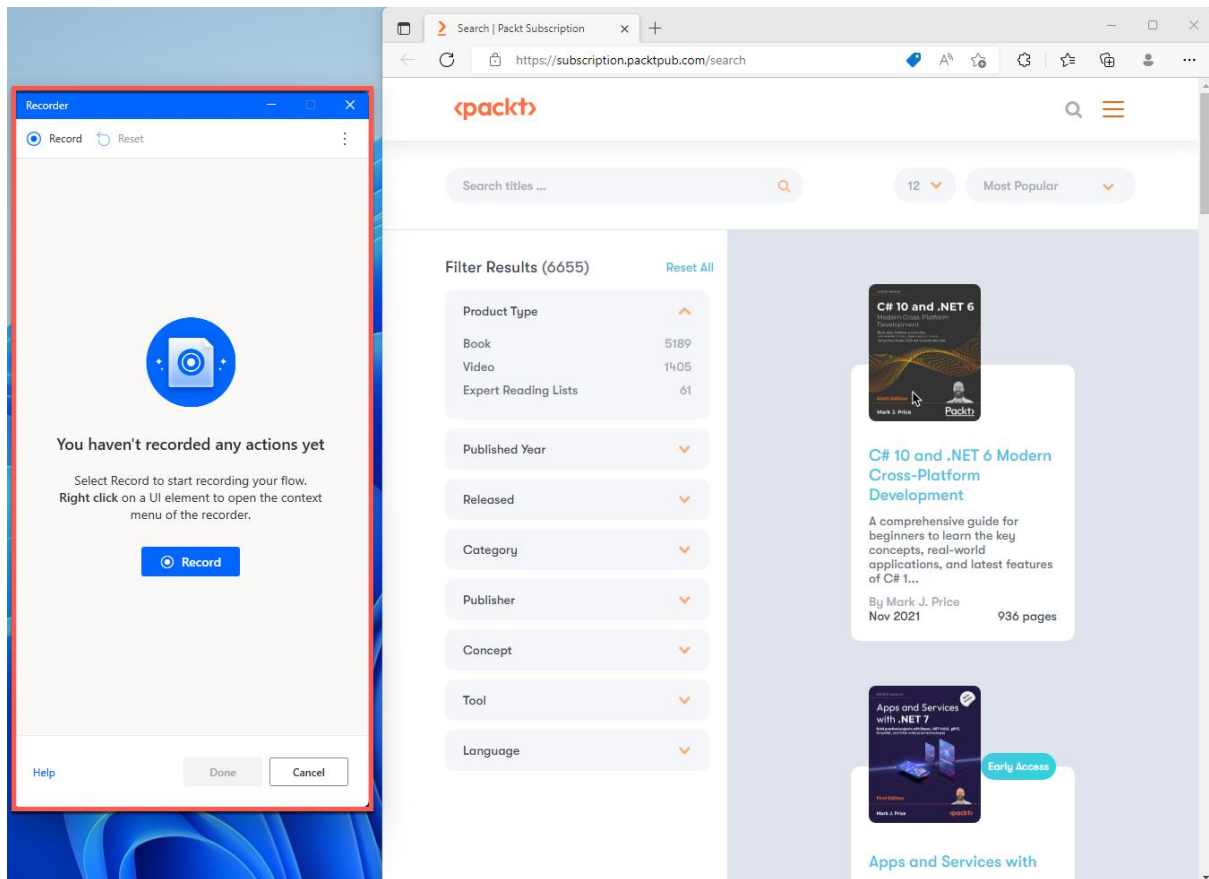 Recorder
Record Reset
You haven't recorded any actions yet
Select Record to start recording your flow.
Right click on a UI element to open the context
menu of the recorder.
Record
Help Done Cancel
Search | Packt Subscription
https://subscription.packtpub.com/search
<packt>
Search titles ... 12 Most Popular
Filter Results (6655) Reset All
Product Type
Book 5189
Video 1405
Expert Reading Lists 61
Published Year
Released
Category
Publisher
Concept
Tool
Language
C# 10 and .NET 6
Modern Cross-Platform
Development
Sixth Edition
Mark J. Price Packt>
C# 10 and .NET 6 Modern
Cross-Platform
Development
A comprehensive guide for
beginners to learn the key
concepts, real-world
applications, and latest features
of C# 1...
By Mark J. Price
Nov 2021 936 pages
Apps and Services
with .NET 7
First Edition
Mark J. Price <packt>
Early Access
Apps and Services with